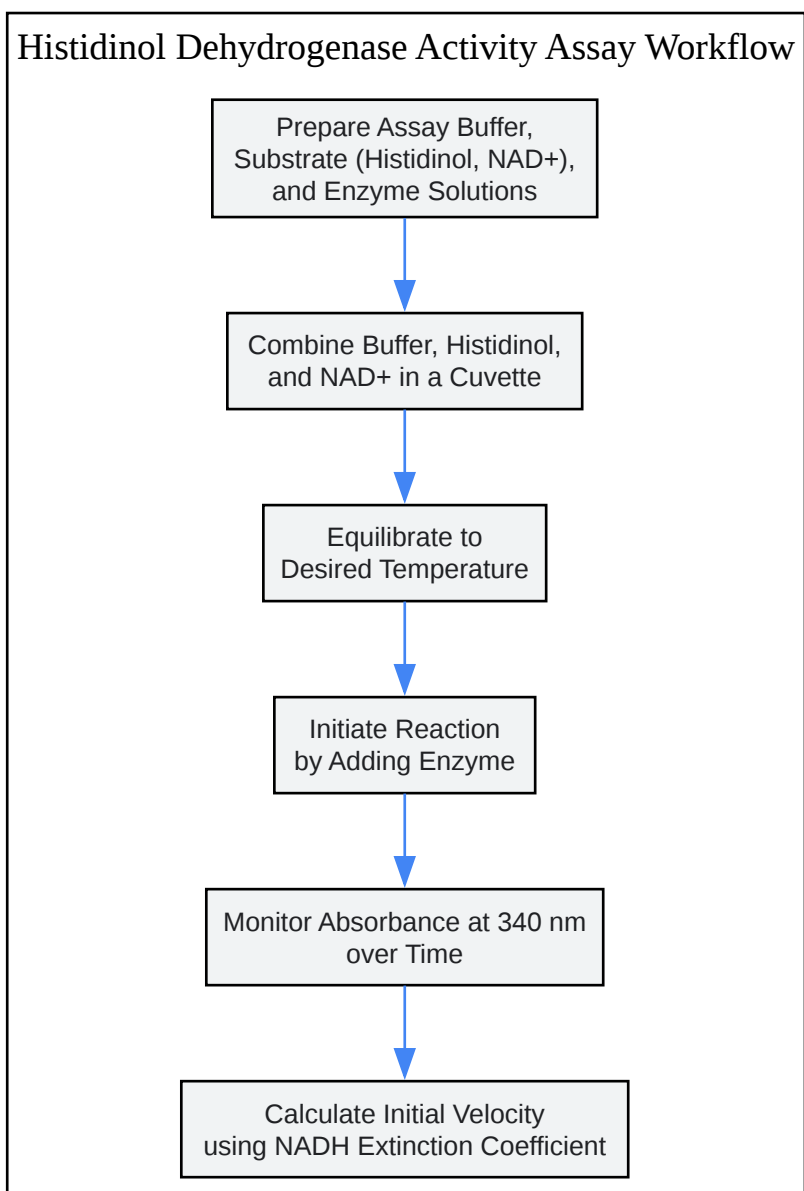 Histidinol Dehydrogenase Activity Assay Workflow
Prepare Assay Buffer,
Substrate (Histidinol, NAD+),
and Enzyme Solutions
Combine Buffer, Histidinol,
and NAD+ in a Cuvette
Equilibrate to
Desired Temperature
Initiate Reaction
by Adding Enzyme
Monitor Absorbance at 340 nm
over Time
Calculate Initial Velocity
using NADH Extinction Coefficient